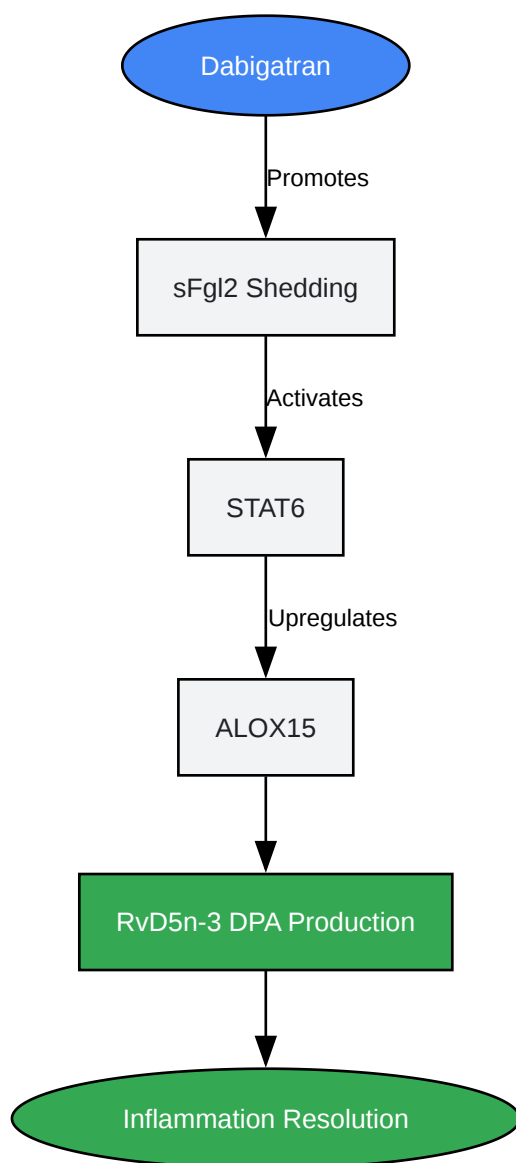 Dabigatran
Promotes
sFgl2 Shedding
Activates
STAT6
Upregulates
ALOX15
RvD5n-3 DPA Production
Inflammation Resolution